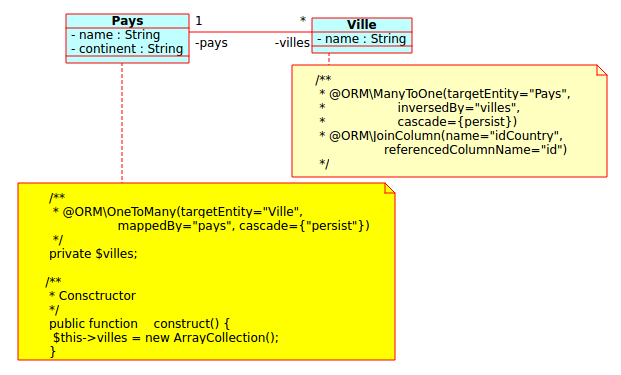 Pays
- name : String
- continent : String
1
*
-pays
-villes
Ville
- name : String
/**
* @ORM\ManyToOne(targetEntity="Pays",
* inversedBy="villes",
* cascade={persist})
* @ORM\JoinColumn(name="idCountry",
referencedColumnName="id")
*/
/**
* @ORM\OneToMany(targetEntity="Ville",
mappedBy="pays", cascade={"persist"})
*/
private $villes;
/**
* Consctructor
*/
public function construct() {
$this->villes = new ArrayCollection();
}